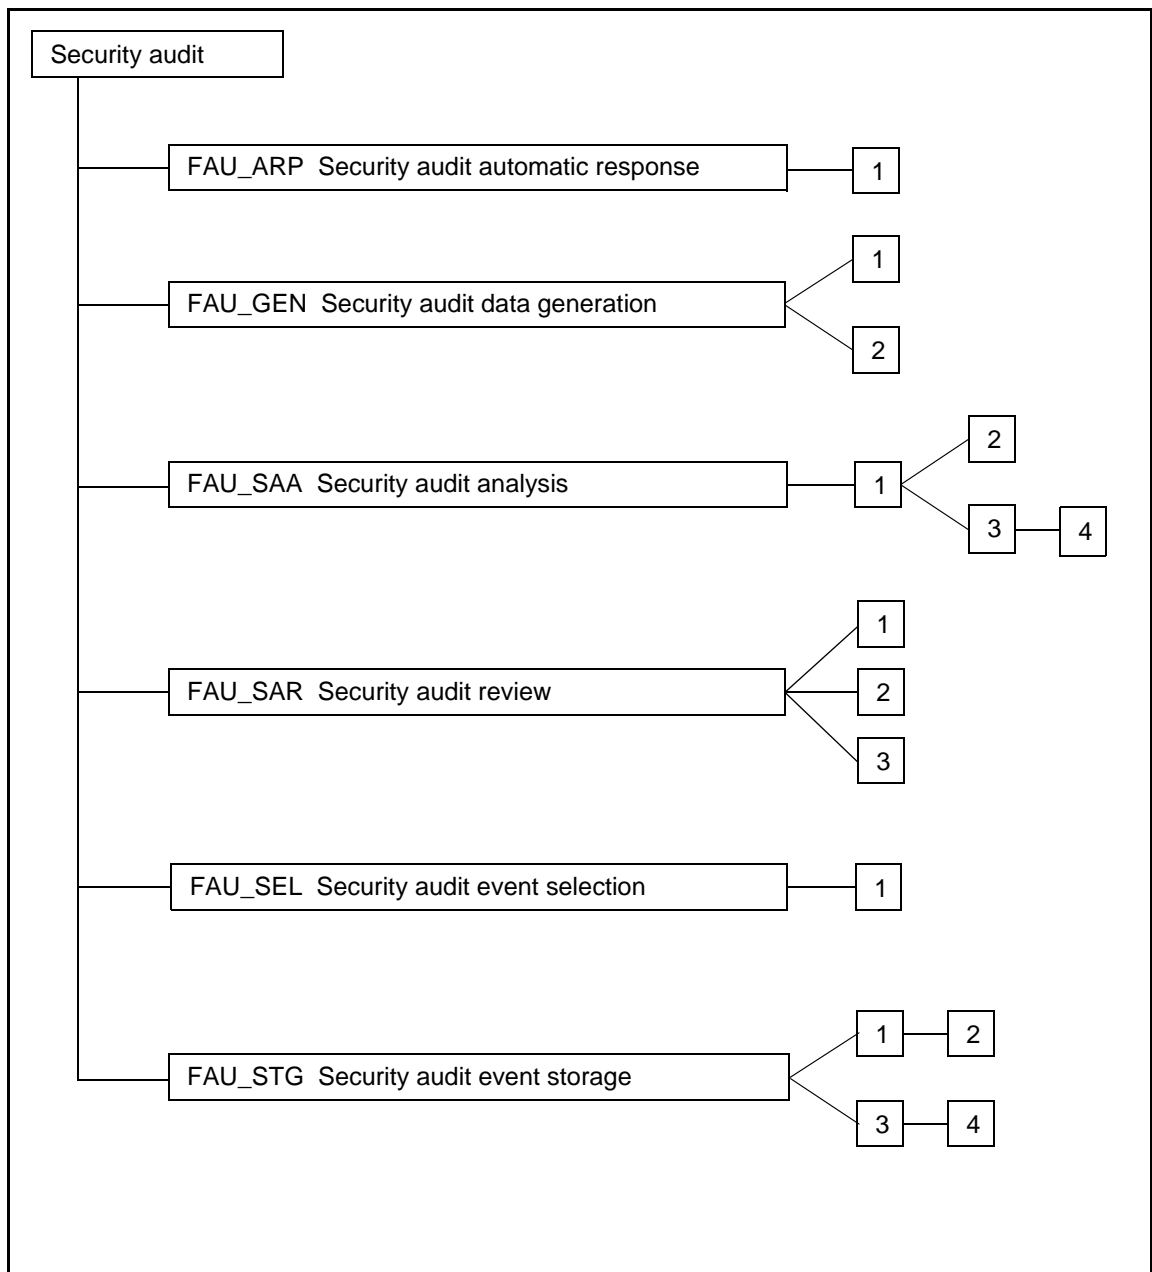 Security audit
FAU_ARP Security audit automatic response
1
1
FAU_GEN Security audit data generation
2
2
FAU_SAA Security audit analysis
1
3
4
1
FAU_SAR Security audit review
2
3
FAU_SEL Security audit event selection
1
1
2
FAU_STG Security audit event storage
3
4